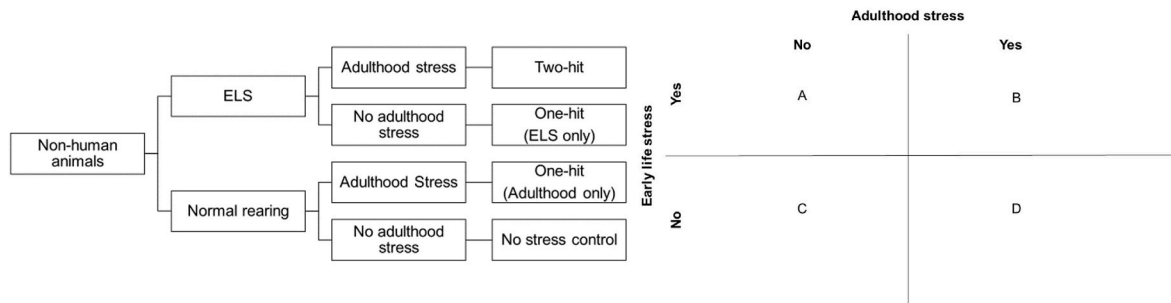 Non-human
animals
ELS
Normal rearing
Adulthood stress
No adulthood
stress
Adulthood Stress
No adulthood
stress
Two-hit
One-hit
(ELS only)
One-hit
(Adulthood only)
No stress control
Adulthood stress
No
Yes
Early life stress
Yes
No
A
B
C
D